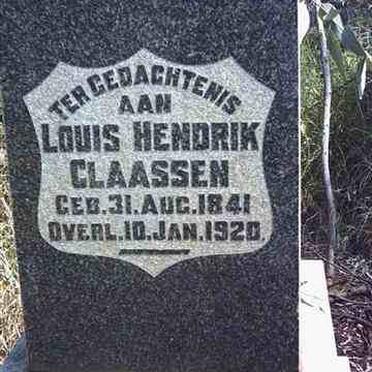 TER GEDACHTENIS
AAN
LOUIS HENDRIK
CLAASSEN
GEB. 31. AUG. 1841
OVERL. 10. JAN. 1920.